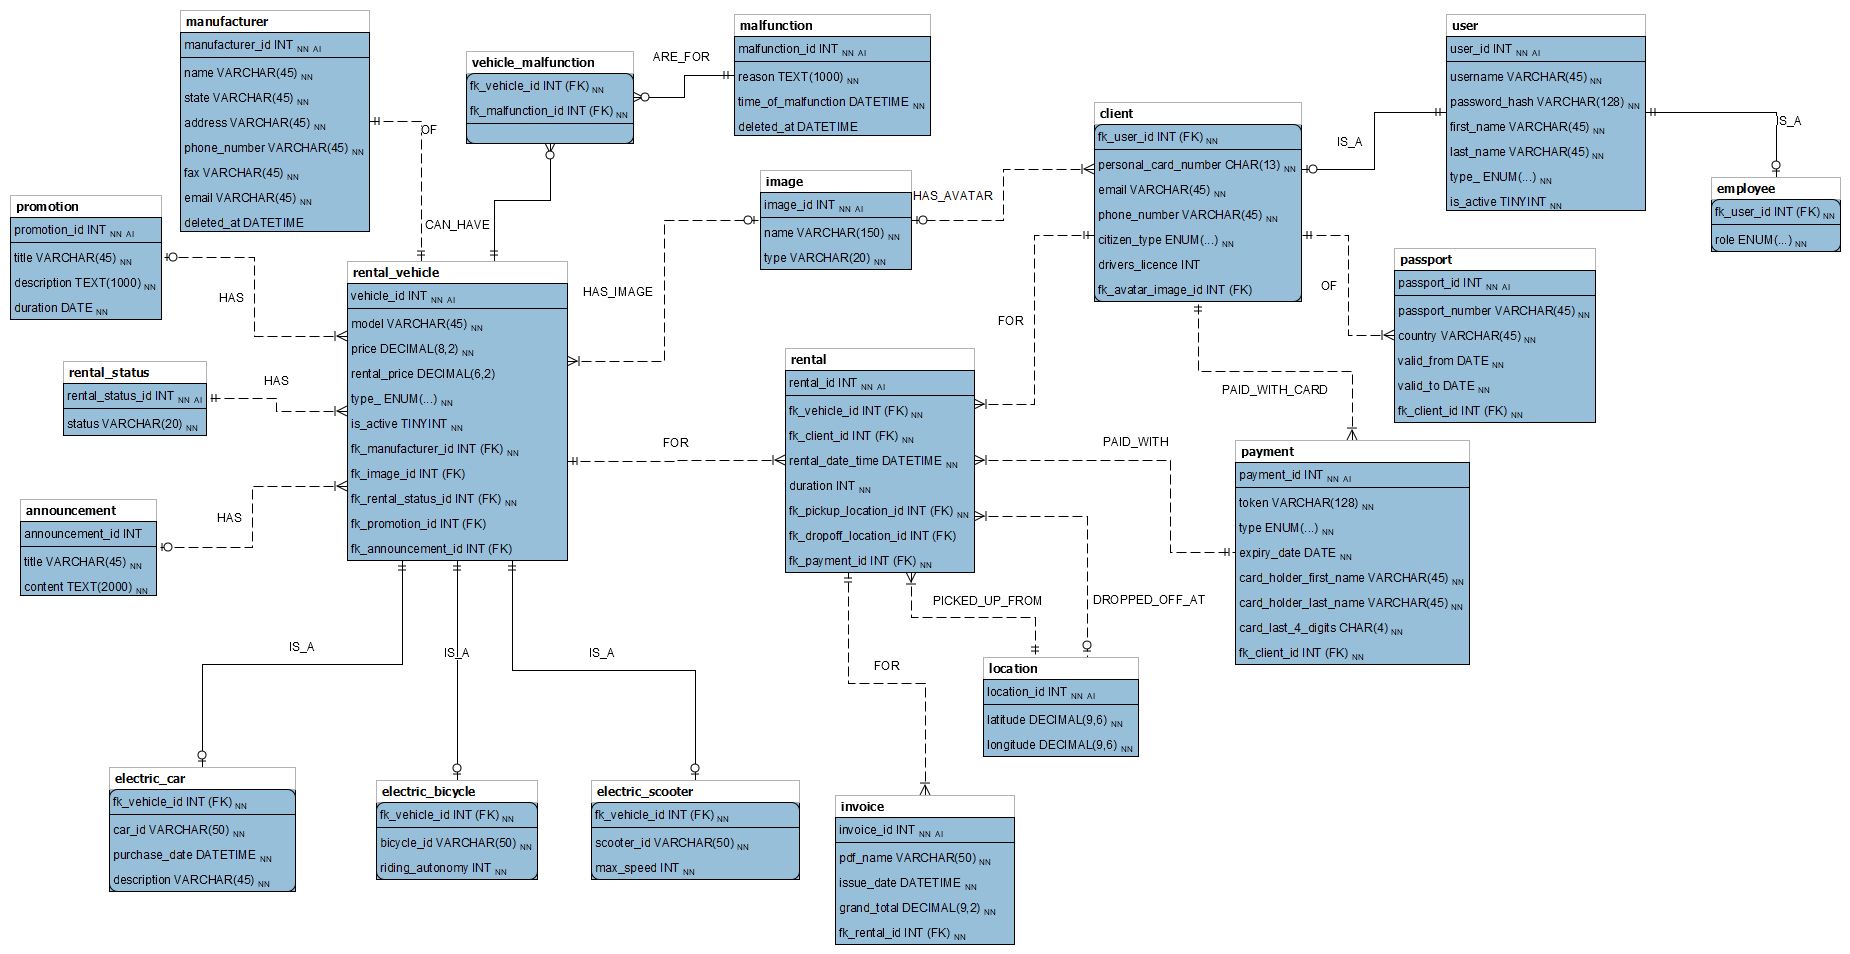 manufacturer
manufacturer_id INT NN AI
name VARCHAR(45) NN
state VARCHAR(45) NN
address VARCHAR(45) NN
phone_number VARCHAR(45) NN
fax VARCHAR(45) NN
email VARCHAR(45) NN
deleted_at DATETIME
vehicle_malfunction
fk_vehicle_id INT (FK) NN
fk_malfunction_id INT (FK) NN
malfunction
malfunction_id INT NN AI
reason TEXT(1000) NN
time_of_malfunction DATETIME NN
deleted_at DATETIME
ARE_FOR
OF
CAN_HAVE
user
user_id INT NN AI
username VARCHAR(45) NN
password_hash VARCHAR(128) NN
first_name VARCHAR(45) NN
last_name VARCHAR(45) NN
type_ ENUM(...) NN
is_active TINYINT NN
client
fk_user_id INT (FK) NN
personal_card_number CHAR(13) NN
email VARCHAR(45) NN
phone_number VARCHAR(45) NN
citizen_type ENUM(...) NN
drivers_licence INT
fk_avatar_image_id INT (FK)
IS_A
IS_A
employee
fk_user_id INT (FK) NN
role ENUM(...) NN
image
image_id INT NN AI
name VARCHAR(150) NN
type VARCHAR(20) NN
HAS_AVATAR
HAS_IMAGE
promotion
promotion_id INT NN AI
title VARCHAR(45) NN
description TEXT(1000) NN
duration DATE NN
HAS
rental_status
rental_status_id INT NN AI
status VARCHAR(20) NN
HAS
announcement
announcement_id INT
title VARCHAR(45) NN
content TEXT(2000) NN
HAS
rental_vehicle
vehicle_id INT NN AI
model VARCHAR(45) NN
price DECIMAL(8,2) NN
rental_price DECIMAL(6,2)
type_ ENUM(...) NN
is_active TINYINT NN
fk_manufacturer_id INT (FK) NN
fk_image_id INT (FK)
fk_rental_status_id INT (FK) NN
fk_promotion_id INT (FK)
fk_announcement_id INT (FK)
FOR
rental
rental_id INT NN AI
fk_vehicle_id INT (FK) NN
fk_client_id INT (FK) NN
rental_date_time DATETIME NN
duration INT NN
fk_pickup_location_id INT (FK) NN
fk_dropoff_location_id INT (FK)
fk_payment_id INT (FK) NN
FOR
OF
passport
passport_id INT NN AI
passport_number VARCHAR(45) NN
country VARCHAR(45) NN
valid_from DATE NN
valid_to DATE NN
fk_client_id INT (FK) NN
PAID_WITH_CARD
PAID_WITH
payment
payment_id INT NN AI
token VARCHAR(128) NN
type ENUM(...) NN
expiry_date DATE NN
card_holder_first_name VARCHAR(45) NN
card_holder_last_name VARCHAR(45) NN
card_last_4_digits CHAR(4) NN
fk_client_id INT (FK) NN
PICKED_UP_FROM
DROPPED_OFF_AT
location
location_id INT NN AI
latitude DECIMAL(9,6) NN
longitude DECIMAL(9,6) NN
FOR
invoice
invoice_id INT NN AI
pdf_name VARCHAR(50) NN
issue_date DATETIME NN
grand_total DECIMAL(9,2) NN
fk_rental_id INT (FK) NN
IS_A
IS_A
IS_A
electric_car
fk_vehicle_id INT (FK) NN
car_id VARCHAR(50) NN
purchase_date DATETIME NN
description VARCHAR(45) NN
electric_bicycle
fk_vehicle_id INT (FK) NN
bicycle_id VARCHAR(50) NN
riding_autonomy INT NN
electric_scooter
fk_vehicle_id INT (FK) NN
scooter_id VARCHAR(50) NN
max_speed INT NN